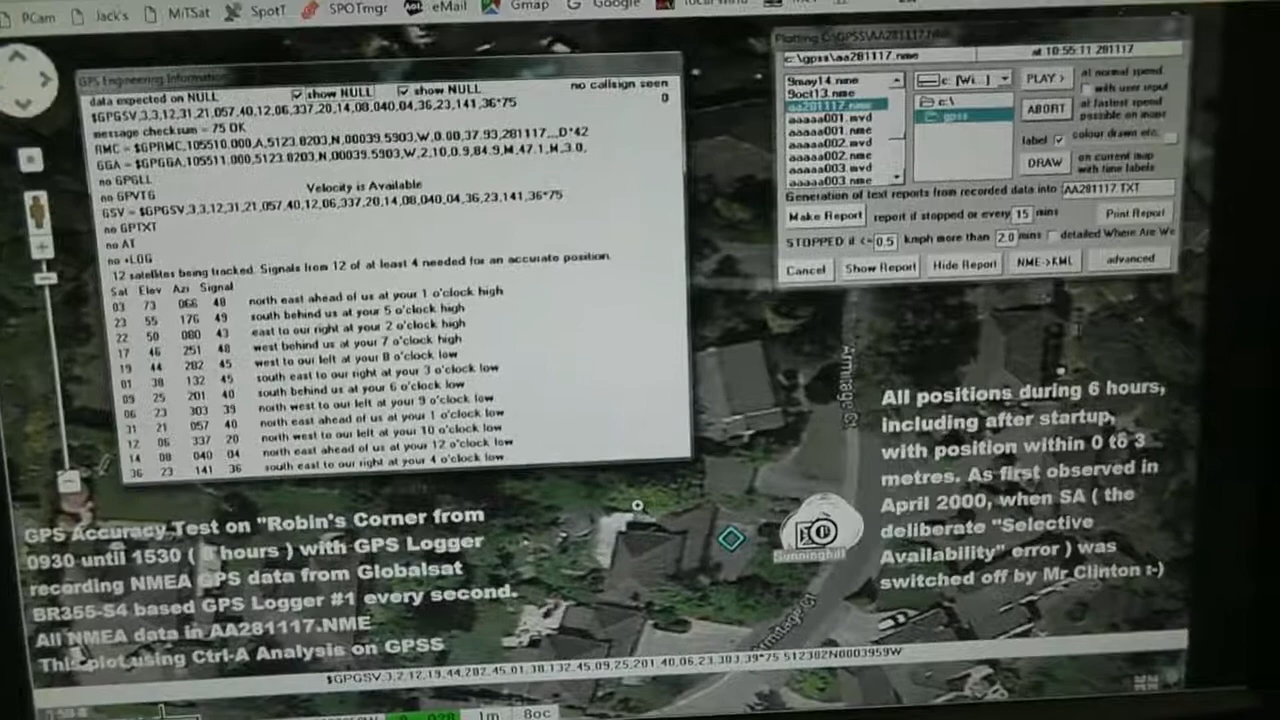 PCam Jack's MiTSat SpotT SPOTmgr eMail Gmap Google
GPS Engineering Information
data expected on NULL show NULL show NULL no callsign seen
$GPGSV,3,3,12,31,21,057,40,12,06,337,20,14,08,040,04,36,23,141,36*75 0
message checksum = 75 OK
RMC = $GPRMC,105510.000,A,5123.0203,N,00039.5903,W,0.00,37.93,281117,,,D*42
GGA = $GPGGA,105511.000,5123.0203,N,00039.5903,W,2,10,0.9,84.9,M,47.1,M,3.0,
no GPGLL
no GPVTG Velocity is Available
GSV = $GPGSV,3,3,12,31,21,057,40,12,06,337,20,14,08,040,04,36,23,141,36*75
no GPTXT
no AT
no +LOG
12 satellites being tracked. Signals from 12 of at least 4 needed for an accurate position.
Sat Elev Azi Signal
03 73 066 48 north east ahead of us at your 1 o'clock high
23 55 176 49 south behind us at your 5 o'clock high
22 50 080 43 east to our right at your 2 o'clock high
17 46 251 48 west behind us at your 7 o'clock high
19 44 282 45 west to our left at your 8 o'clock low
01 38 132 45 south east to our right at your 3 o'clock low
09 25 201 40 south behind us at your 6 o'clock low
06 23 303 39 north west to our left at your 9 o'clock low
31 21 057 40 north east ahead of us at your 1 o'clock low
12 06 337 20 north west to our left at your 10 o'clock low
14 08 040 04 north east ahead of us at your 12 o'clock low
36 23 141 36 south east to our right at your 4 o'clock low
Plotting C:\GPSS\AA281117.nme
c:\gpss\aa281117.nme at 10:55:11 281117
9may14.nme
9oct13.nme
aa281117.nme
aaaaa001.mvd
aaaaa001.nme
aaaaa002.mvd
aaaaa002.nme
aaaaa003.mvd
aaaaa003.nme
c: [Wi...]
c:\
gpss
PLAY > at normal speed
with user input
ABORT at fastest speed
possible on maps
label colour drawn etc.
DRAW on current map
with time labels
Generation of text reports from recorded data into AA281117.TXT
Make Report report if stopped or every 15 mins Print Report
STOPPED if <= 0.5 kmph more than 2.0 mins detailed Where Are We
Cancel Show Report Hide Report NME->KML advanced
Armitage Ct
All positions during 6 hours,
including after startup,
with position within 0 to 3
metres. As first observed in
April 2000, when SA ( the
deliberate "Selective
Availability" error ) was
switched off by Mr Clinton :-)
Sunninghill
GPS Accuracy Test on "Robin's Corner from
0930 until 1530 ( hours ) with GPS Logger
recording NMEA GPS data from Globalsat
BR355-S4 based GPS Logger #1 every second.
All NMEA data in AA281117.NME
This plot using Ctrl-A Analysis on GPSS
Armitage Ct
$GPGSV,3,2,12,19,44,282,45,01,38,132,45,09,25,201,40,06,23,303,39*75 512302N0003959W
1m 8oc